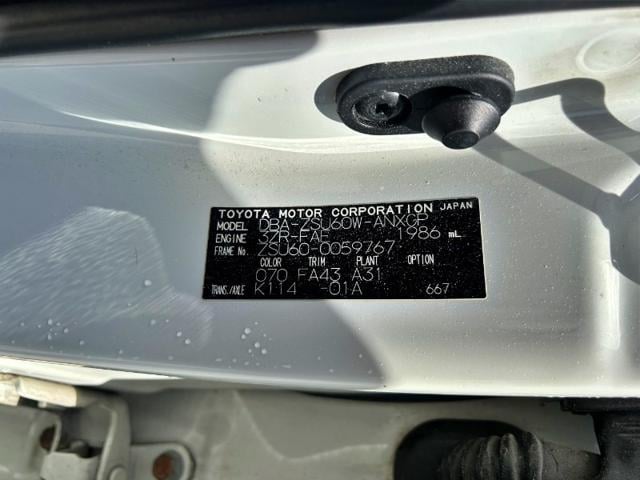 TOYOTA MOTOR CORPORATION JAPAN
MODEL DBA-ZSU60W-ANXGP
ENGINE 3ZR-FAE 1986 mL
FRAME No. ZSU60-0059767
COLOR TRIM PLANT OPTION
070 FA43 A31
TRANS./AXLE K114 -01A 667